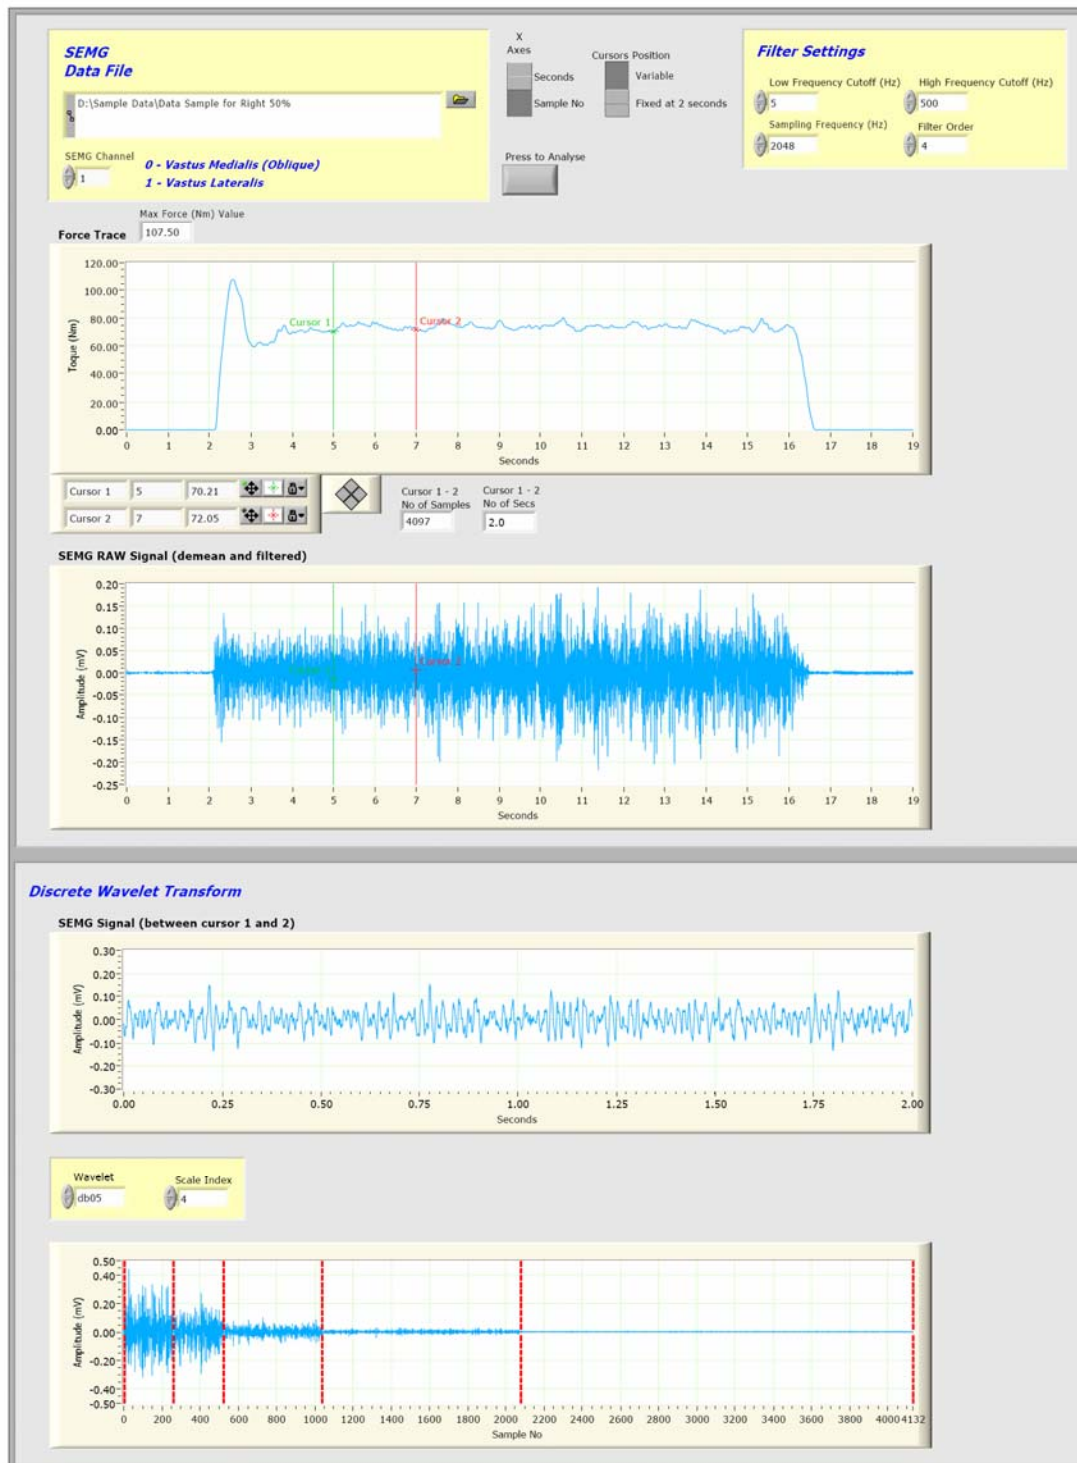 SEMG
Data File
D:\Sample Data\Data Sample for Right 50%
SEMG Channel
1
0 - Vastus Medialis (Oblique)
1 - Vastus Lateralis
X
Axes
Seconds
Sample No
Cursors Position
Variable
Fixed at 2 seconds
Press to Analyse
Filter Settings
Low Frequency Cutoff (Hz) High Frequency Cutoff (Hz)
5 500
Sampling Frequency (Hz) Filter Order
2048 4
Max Force (Nm) Value
Force Trace 107.50
120.00
100.00
80.00
60.00
40.00
20.00
0.00
Toque (Nm)
Cursor 1 Cursor 2
0 1 2 3 4 5 6 7 8 9 10 11 12 13 14 15 16 17 18 19
Seconds
Cursor 1 5 70.21
Cursor 2 7 72.05
Cursor 1 - 2
No of Samples
4097
Cursor 1 - 2
No of Secs
2.0
SEMG RAW Signal (demean and filtered)
0.20
0.15
0.10
0.05
0.00
-0.05
-0.10
-0.15
-0.20
-0.25
Amplitude (mV)
Cursor 1 Cursor 2
0 1 2 3 4 5 6 7 8 9 10 11 12 13 14 15 16 17 18 19
Seconds
Discrete Wavelet Transform
SEMG Signal (between cursor 1 and 2)
0.30
0.20
0.10
0.00
-0.10
-0.20
-0.30
Amplitude (mV)
0.00 0.25 0.50 0.75 1.00 1.25 1.50 1.75 2.00
Seconds
Wavelet Scale Index
db05 4
0.50
0.40
0.20
0.00
-0.20
-0.40
-0.50
Amplitude (mV)
0 200 400 600 800 1000 1200 1400 1600 1800 2000 2200 2400 2600 2800 3000 3200 3400 3600 3800 4000 4132
Sample No